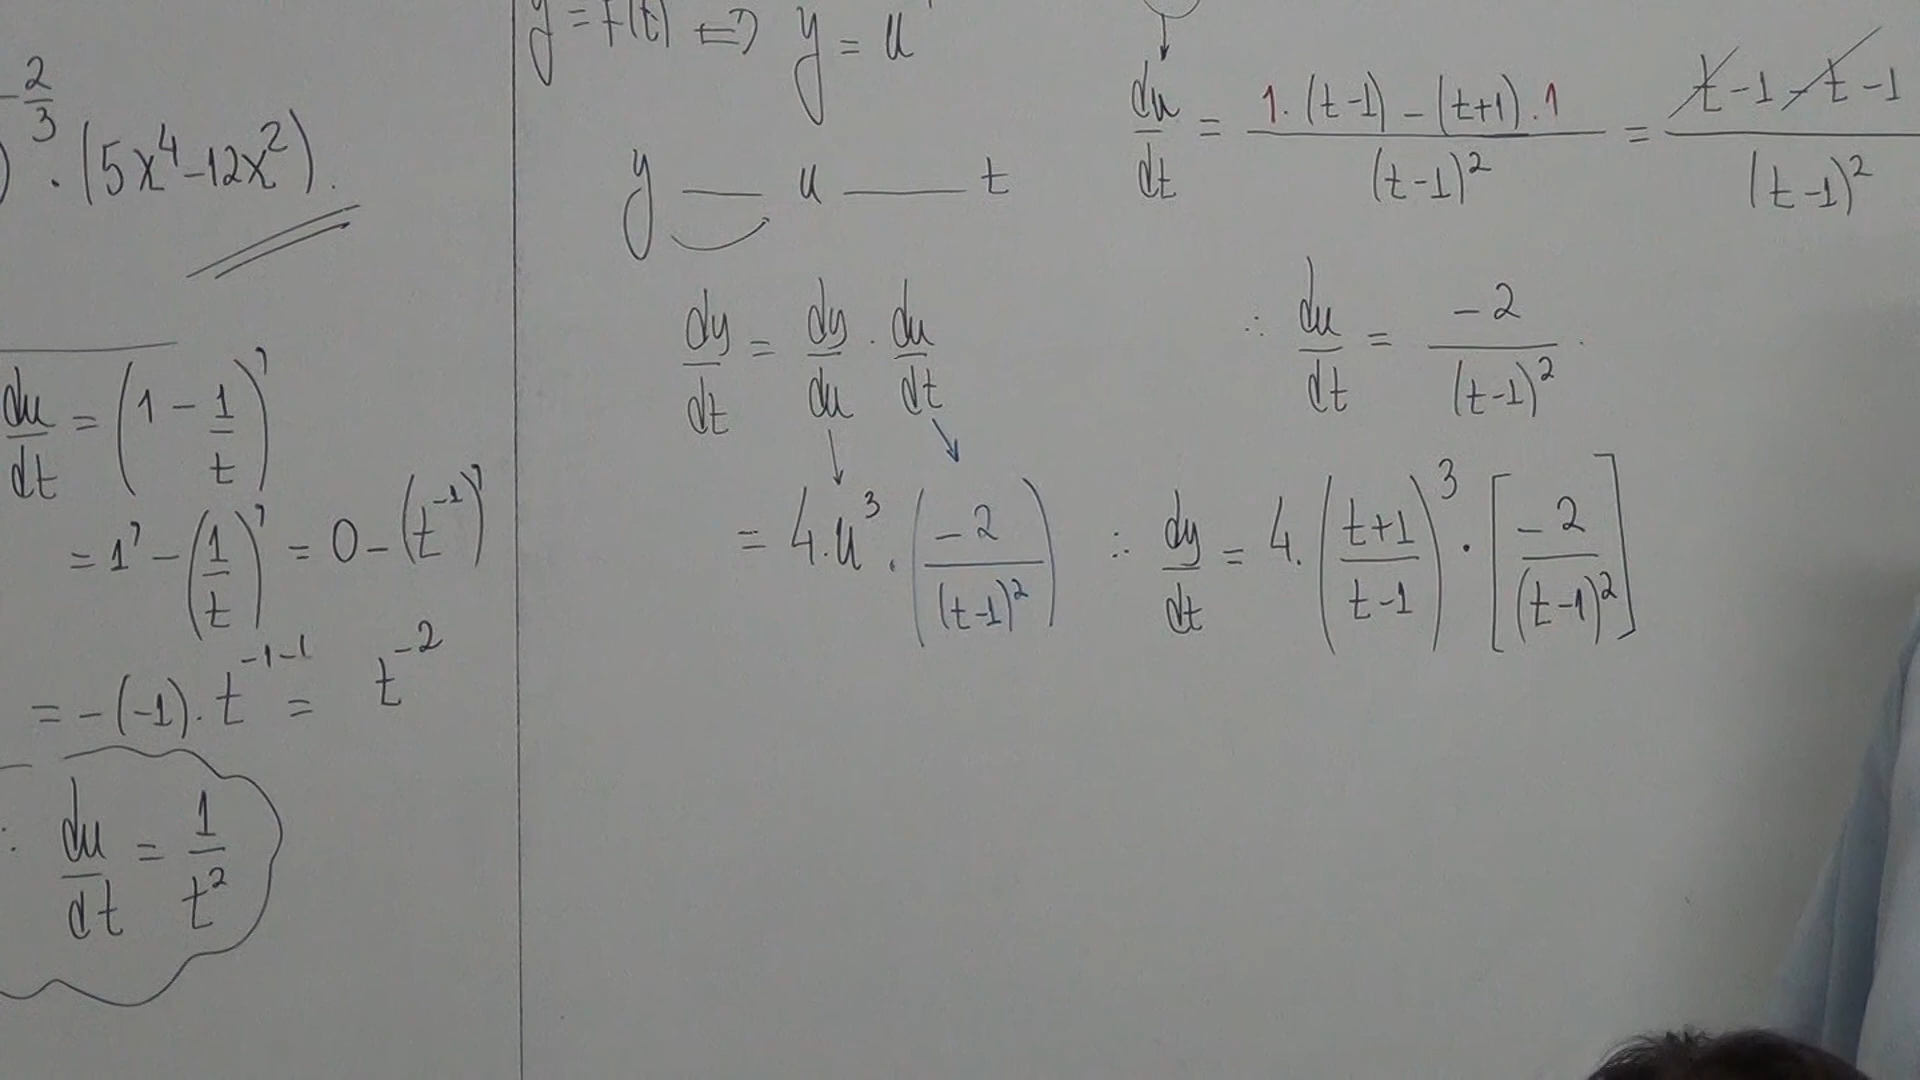 -2/3
) . (5x⁴-12x²).
du/dt = (1 - 1/t)'
= 1' - (1/t)' = 0 - (t⁻¹)'
= -(-1). t⁻¹⁻¹ = t⁻²
du/dt = 1/t²
y = f(t) ⇔ y = u
y — u — t
dy/dt = dy/du . du/dt
= 4.u³ . (-2/(t-1)²)
du/dt = 1.(t-1) - (t+1).1/(t-1)² = t-1-t-1/(t-1)²
∴ du/dt = -2/(t-1)² .
∴ dy/dt = 4. (t+1/t-1)³ . [-2/(t-1)²]